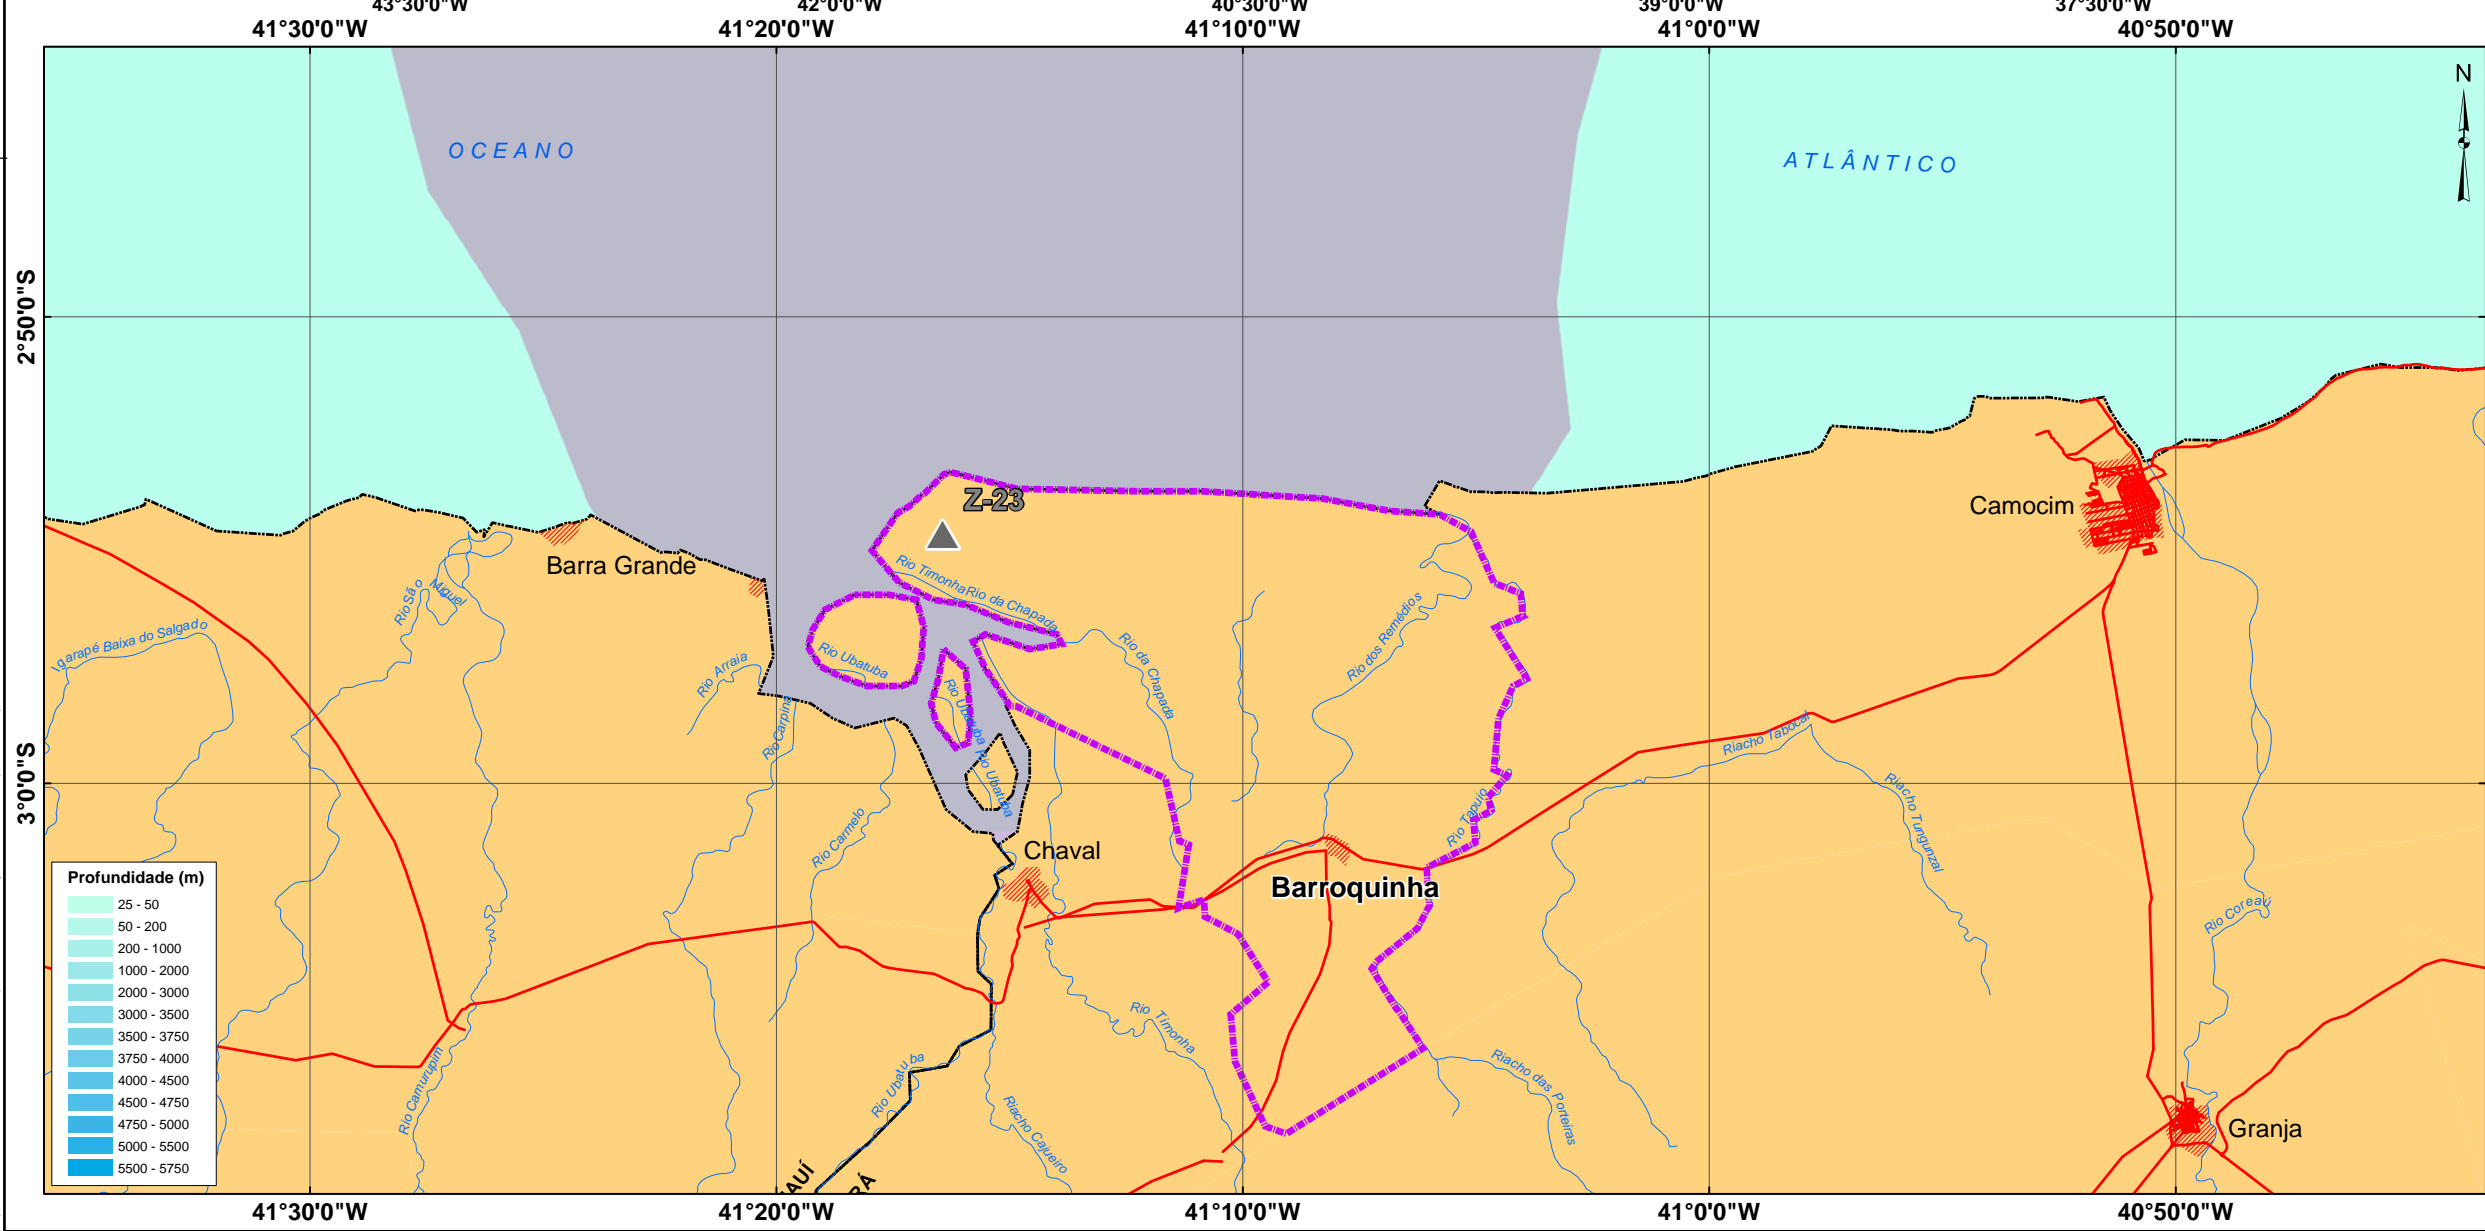 43°30'0"W 42°0'0"W 40°30'0"W 39°0'0"W 37°30'0"W
41°30'0"W 41°20'0"W 41°10'0"W 41°0'0"W 40°50'0"W
N
OCEANO
ATLÂNTICO
2°50'0"S
Z-23
Camocim
Barra Grande
Rio Timonha
Rio da Chapada
Rio São Miguel
Igarapé Baixa do Salgado
Rio Arraia
Rio Ubatuba
Rio da Chapada
Rio dos Remédios
Rio Ubatuba
Rio Carpina
Rio Ubatuba
Riacho Tabocal
3°0'0"S
Rio Carmelo
Rio Tapuio
Riacho Tungunzal
Chaval
Barroquinha
Rio Coreaú
Profundidade (m)
25 - 50
50 - 200
200 - 1000
1000 - 2000
2000 - 3000
3000 - 3500
3500 - 3750
3750 - 4000
4000 - 4500
4500 - 4750
4750 - 5000
5000 - 5500
5500 - 5750
Rio Timonha
Rio Camurupim
Rio Ubatuba
Riacho Cajueiro
Riacho das Porteiras
Granja
AUÍ
RÁ
41°30'0"W 41°20'0"W 41°10'0"W 41°0'0"W 40°50'0"W